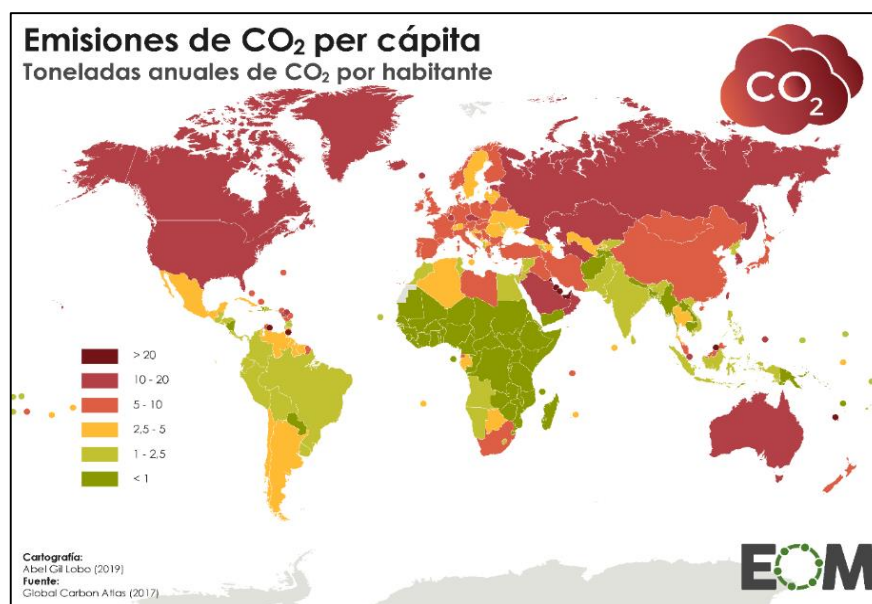 Emisiones de CO₂ per cápita
Toneladas anuales de CO₂ por habitante
CO₂
> 20
10 - 20
5 - 10
2,5 - 5
1 - 2,5
< 1
Cartografía:
Abel Gil Lobo (2019)
Fuente:
Global Carbon Atlas (2017)
EOM